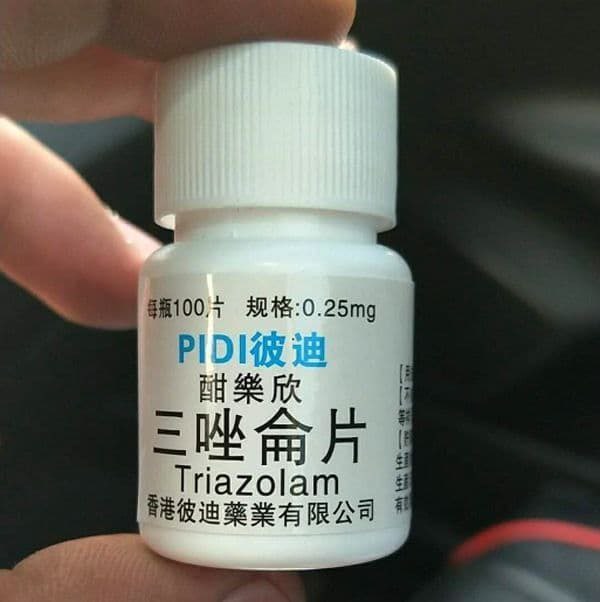 每瓶100片 规格:0.25mg
PIDI彼迪
酣樂欣
三唑侖片
Triazolam
香港彼迪藥業有限公司